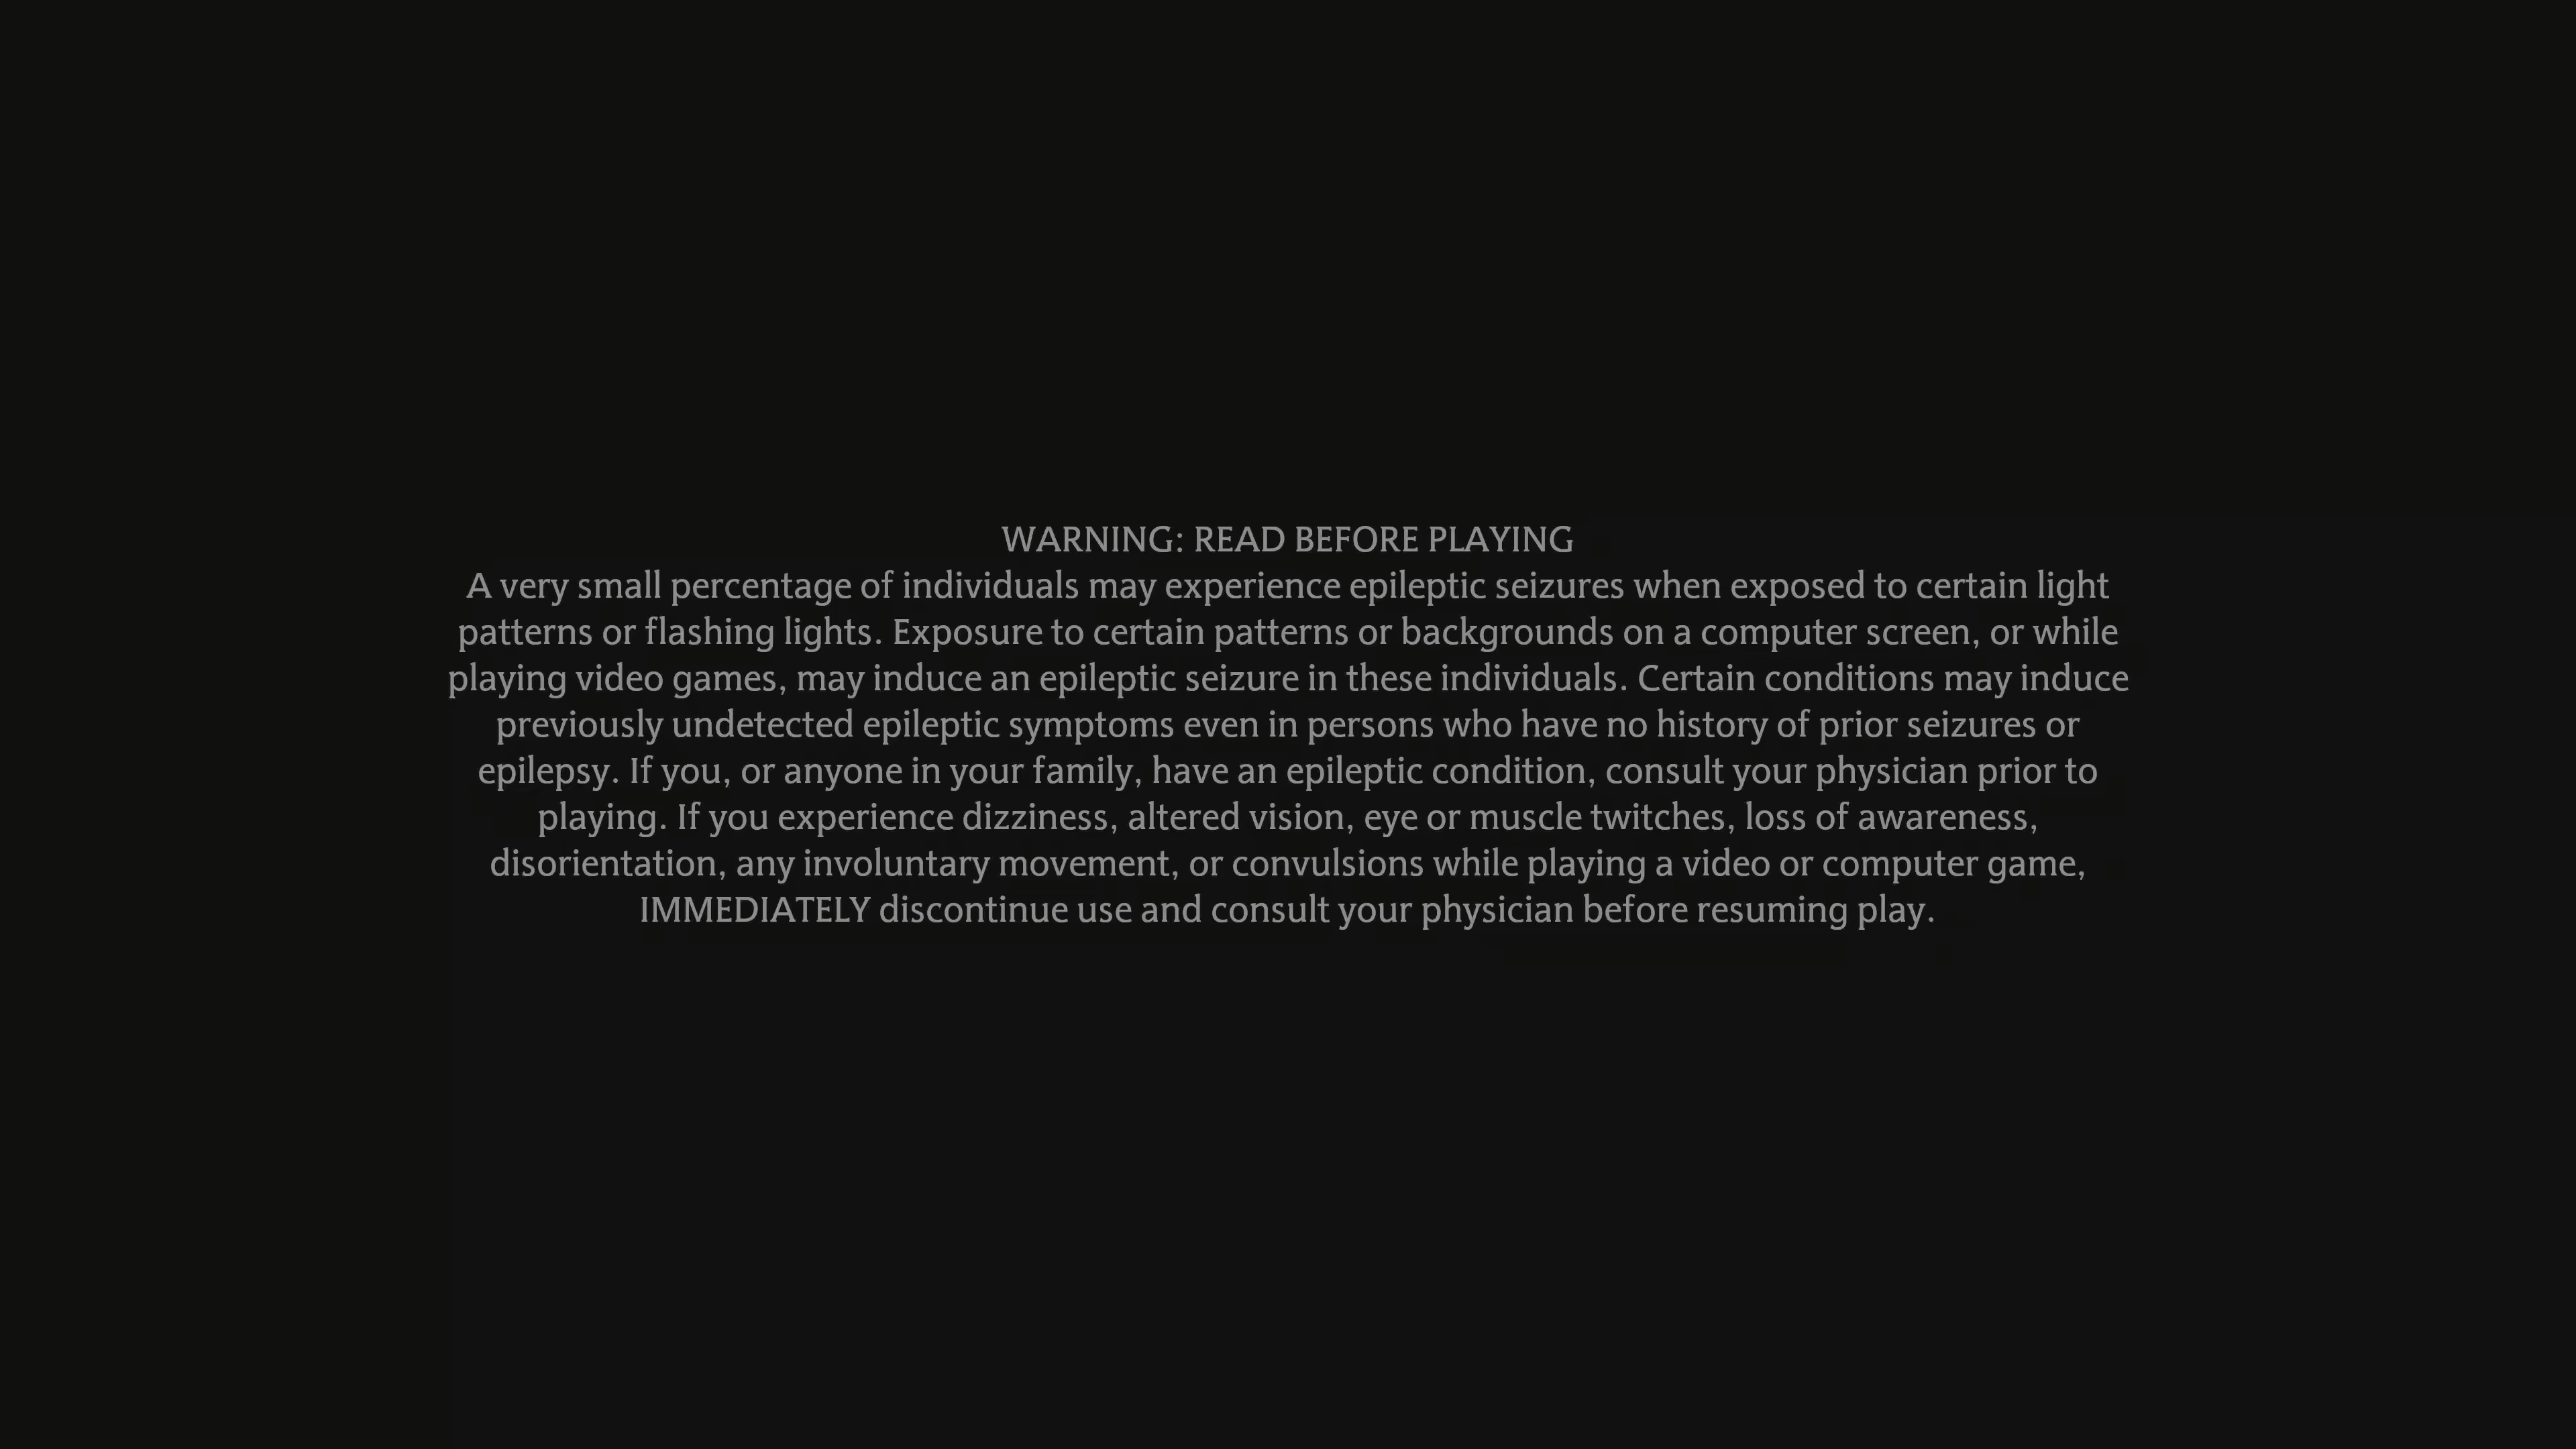 WARNING: READ BEFORE PLAYING
A very small percentage of individuals may experience epileptic seizures when exposed to certain light
patterns or flashing lights. Exposure to certain patterns or backgrounds on a computer screen, or while
playing video games, may induce an epileptic seizure in these individuals. Certain conditions may induce
previously undetected epileptic symptoms even in persons who have no history of prior seizures or
epilepsy. If you, or anyone in your family, have an epileptic condition, consult your physician prior to
playing. If you experience dizziness, altered vision, eye or muscle twitches, loss of awareness,
disorientation, any involuntary movement, or convulsions while playing a video or computer game,
IMMEDIATELY discontinue use and consult your physician before resuming play.